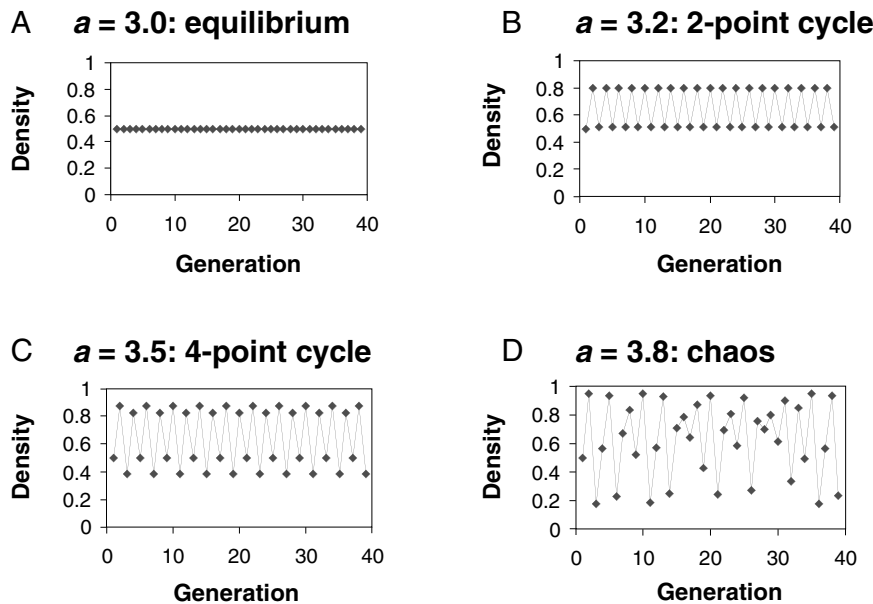 A
a = 3.0: equilibrium
1
0.8
0.6
0.4
0.2
0
Density
0
10
20
30
40
Generation
B
a = 3.2: 2-point cycle
1
0.8
0.6
0.4
0.2
0
Density
0
10
20
30
40
Generation
C
a = 3.5: 4-point cycle
1
0.8
0.6
0.4
0.2
0
Density
0
10
20
30
40
Generation
D
a = 3.8: chaos
1
0.8
0.6
0.4
0.2
0
Density
0
10
20
30
40
Generation